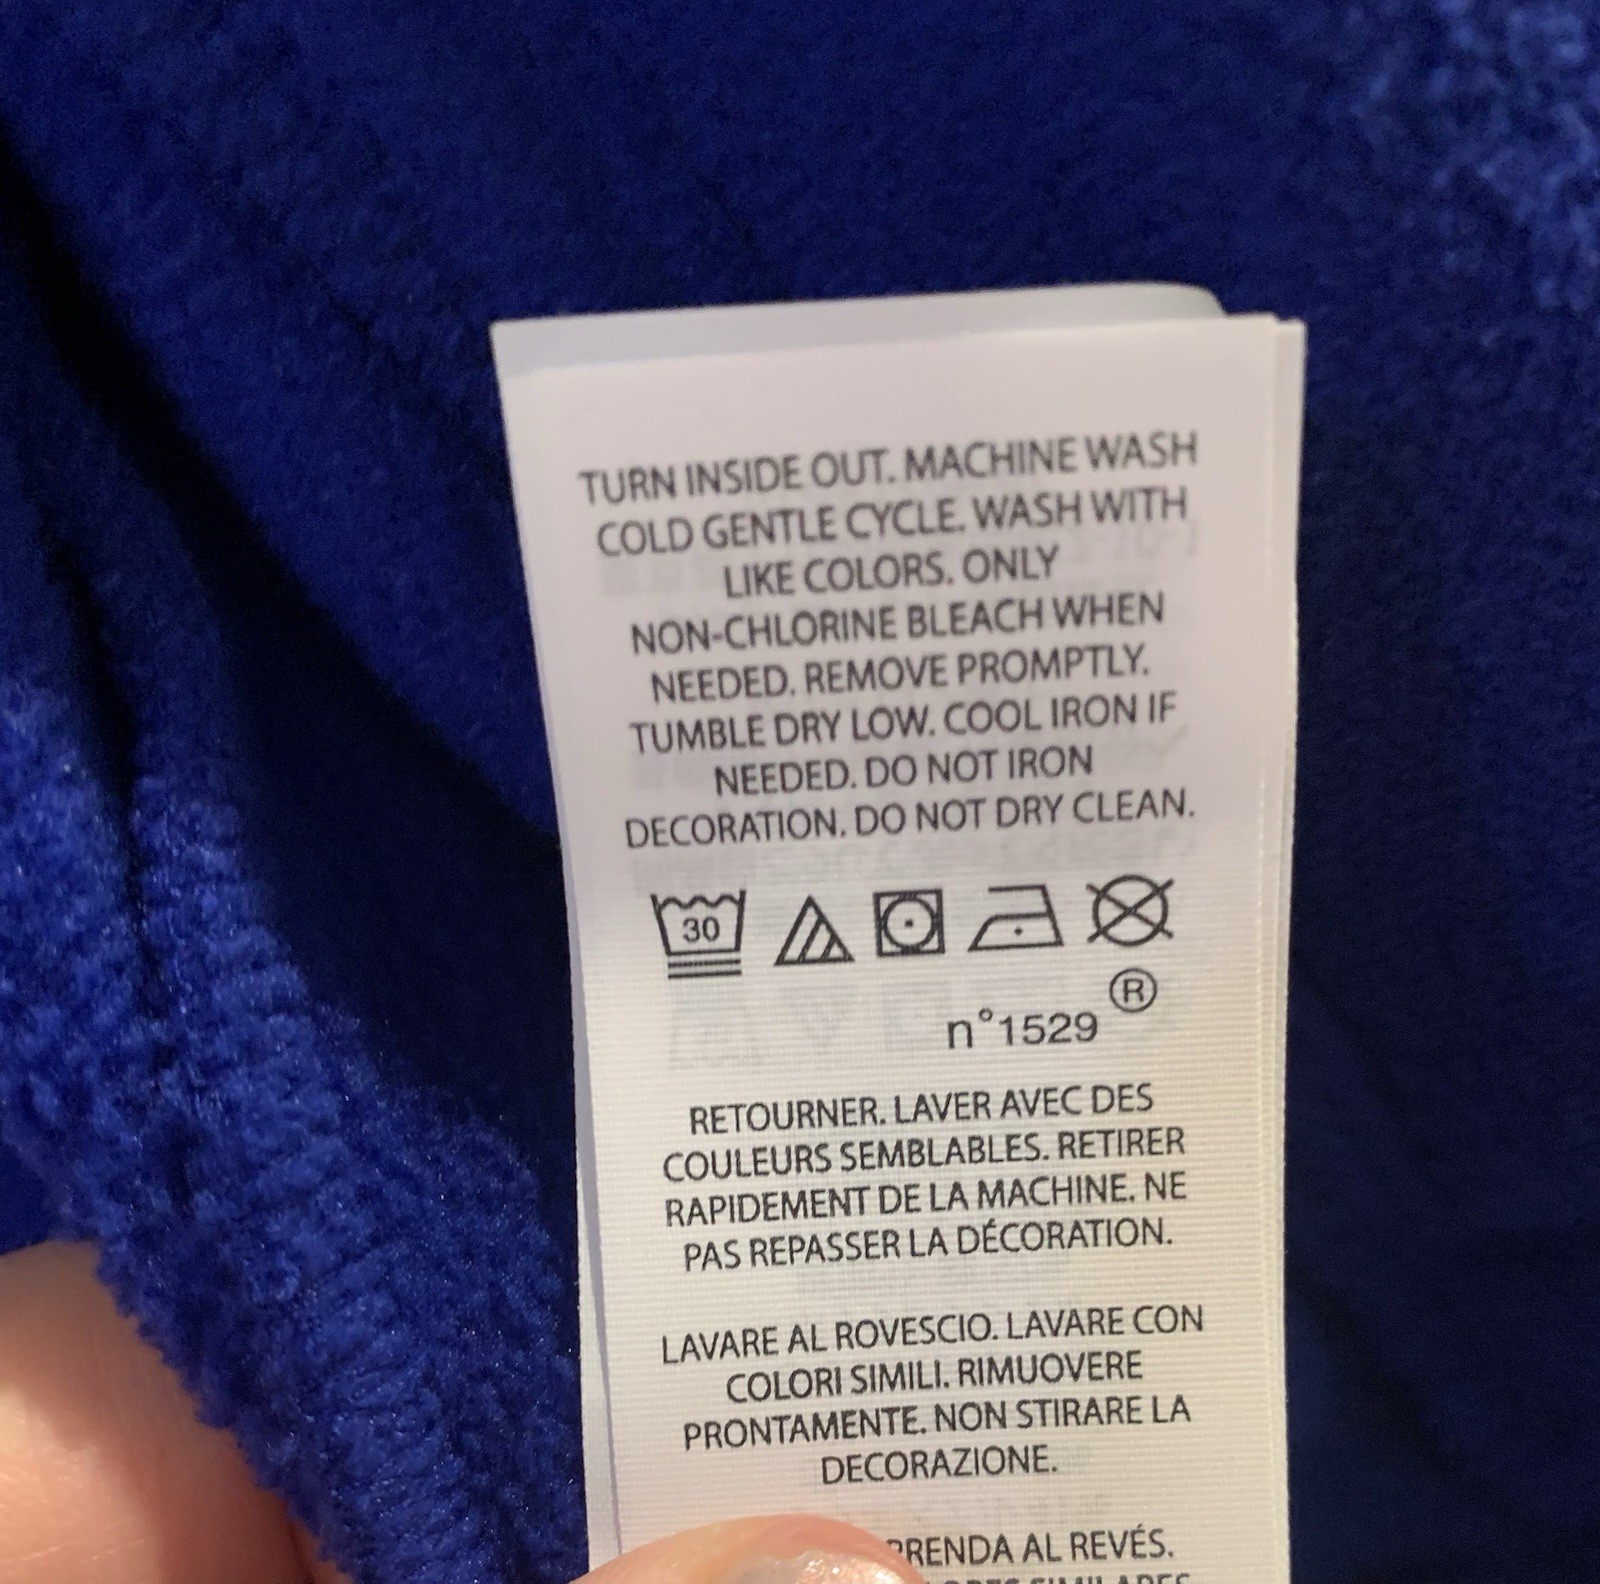 TURN INSIDE OUT. MACHINE WASH
COLD GENTLE CYCLE. WASH WITH
LIKE COLORS. ONLY
NON-CHLORINE BLEACH WHEN
NEEDED. REMOVE PROMPTLY.
TUMBLE DRY LOW. COOL IRON IF
NEEDED. DO NOT IRON
DECORATION. DO NOT DRY CLEAN.
30
®
n°1529
RETOURNER. LAVER AVEC DES
COULEURS SEMBLABLES. RETIRER
RAPIDEMENT DE LA MACHINE. NE
PAS REPASSER LA DÉCORATION.
LAVARE AL ROVESCIO. LAVARE CON
COLORI SIMILI. RIMUOVERE
PRONTAMENTE. NON STIRARE LA
DECORAZIONE.
PRENDA AL REVÉS.